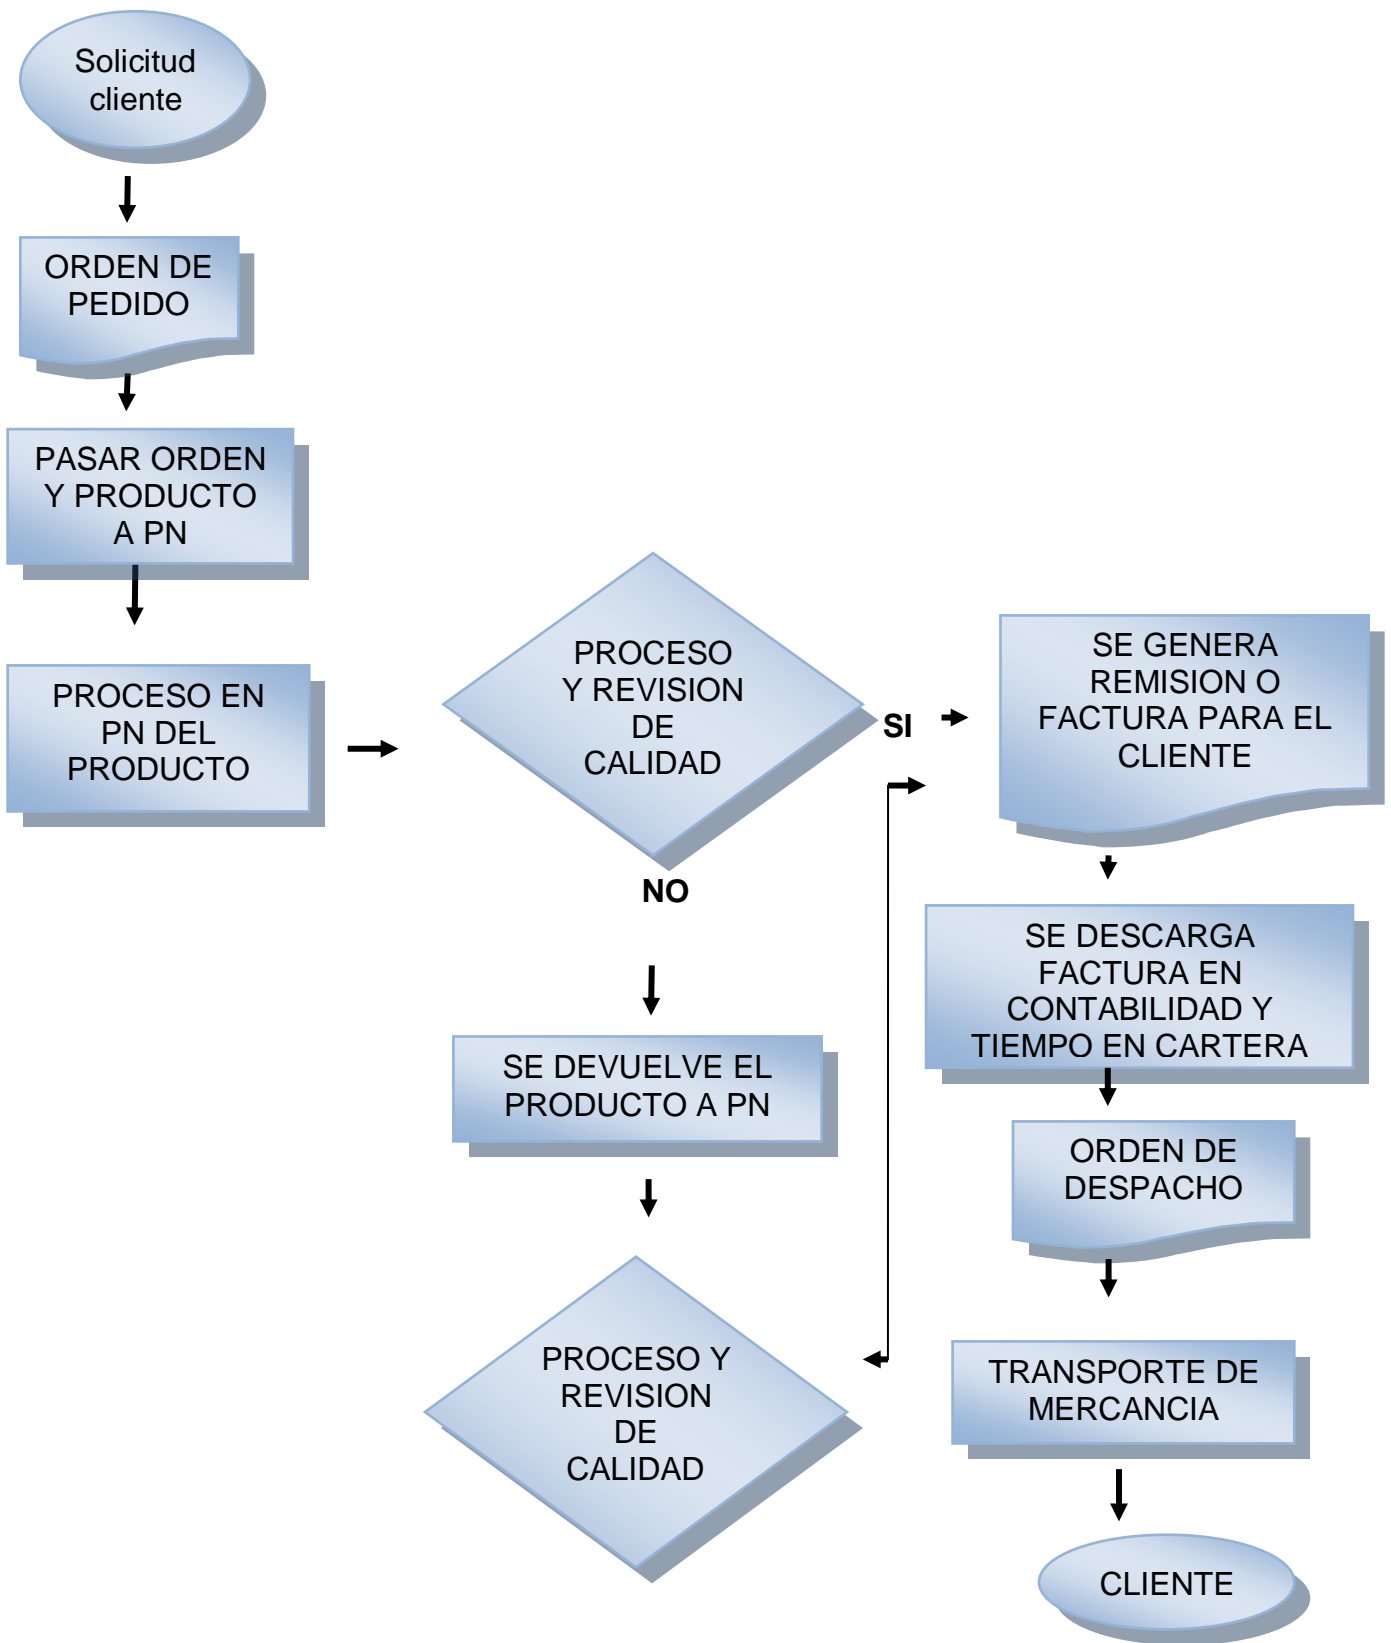 Solicitud
cliente
ORDEN DE
PEDIDO
PASAR ORDEN
Y PRODUCTO
A PN
PROCESO EN
PN DEL
PRODUCTO
PROCESO
Y REVISION
DE
CALIDAD
SI
NO
SE DEVUELVE EL
PRODUCTO A PN
PROCESO Y
REVISION
DE
CALIDAD
SE GENERA
REMISION O
FACTURA PARA EL
CLIENTE
SE DESCARGA
FACTURA EN
CONTABILIDAD Y
TIEMPO EN CARTERA
ORDEN DE
DESPACHO
TRANSPORTE DE
MERCANCIA
CLIENTE